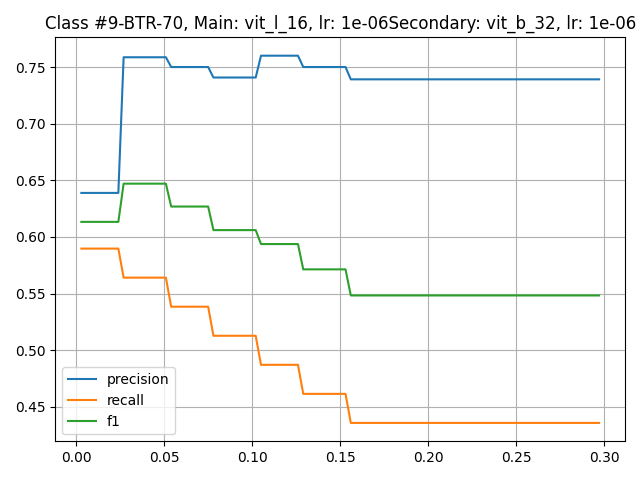 Class #9-BTR-70, Main: vit_l_16, lr: 1e-06Secondary: vit_b_32, lr: 1e-06
0.75
0.70
0.65
0.60
0.55
0.50
0.45
precision
recall
f1
0.00 0.05 0.10 0.15 0.20 0.25 0.30